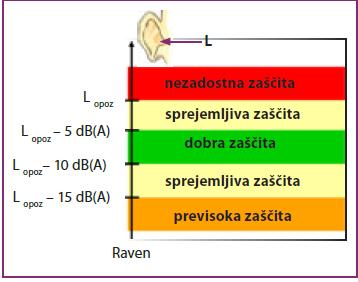 L
nezadostna zaščita
L opoz
sprejemljiva zaščita
L opoz – 5 dB(A)
dobra zaščita
L opoz – 10 dB(A)
sprejemljiva zaščita
L opoz – 15 dB(A)
previsoka zaščita
Raven